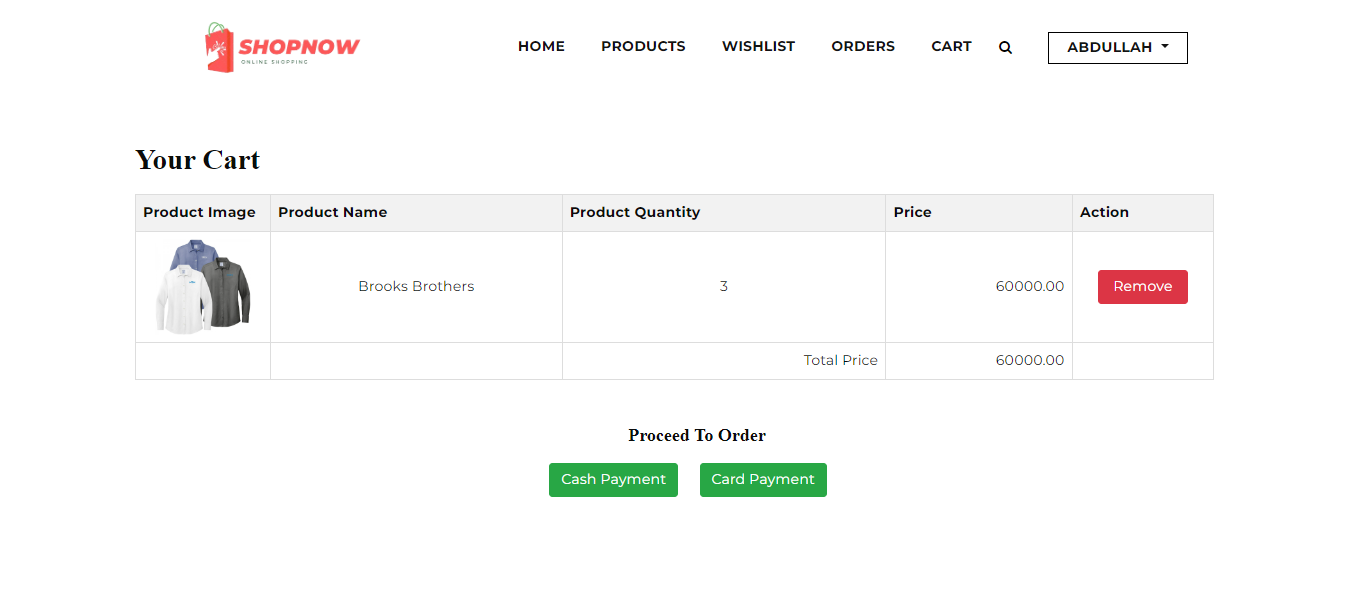 SHOPNOW
ONLINE SHOPPING
HOME PRODUCTS WISHLIST ORDERS CART ABDULLAH
Your Cart
Product Image Product Name Product Quantity Price Action
Brooks Brothers 3 60000.00 Remove
Total Price 60000.00
Proceed To Order
Cash Payment Card Payment